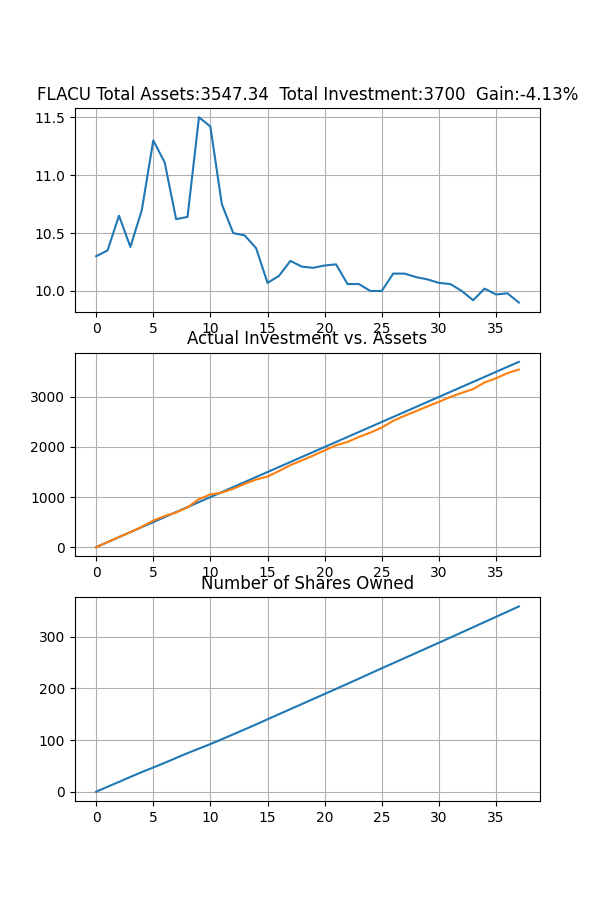 FLACU Total Assets:3547.34 Total Investment:3700 Gain:-4.13%
11.5
11.0
10.5
10.0
0 5 10 15 20 25 30 35
Actual Investment vs. Assets
3000
2000
1000
0
0 5 10 15 20 25 30 35
Number of Shares Owned
300
200
100
0
0 5 10 15 20 25 30 35